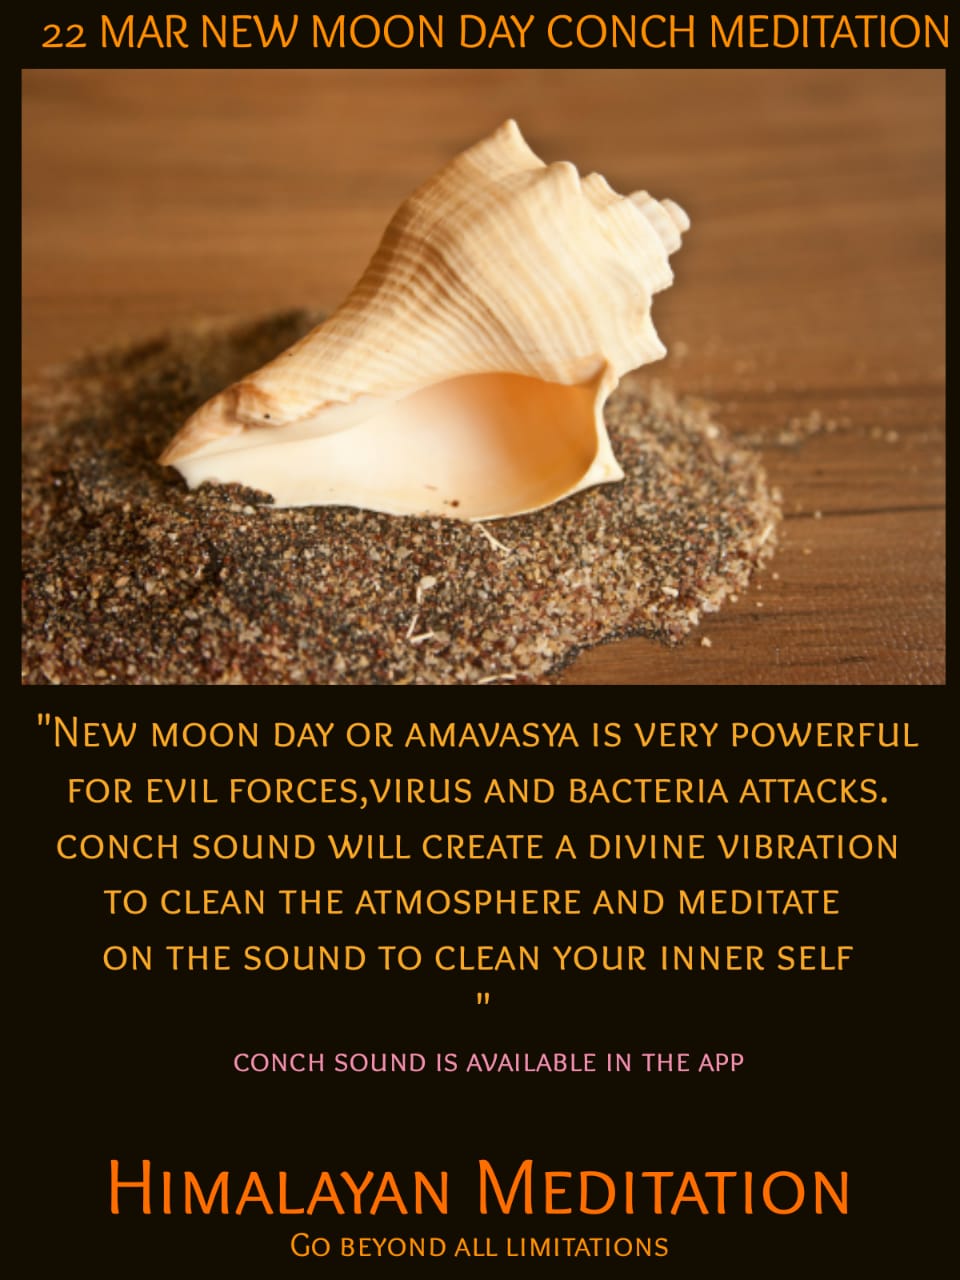 22 MAR NEW MOON DAY CONCH MEDITATION
"NEW MOON DAY OR AMAVASYA IS VERY POWERFUL
FOR EVIL FORCES,VIRUS AND BACTERIA ATTACKS.
CONCH SOUND WILL CREATE A DIVINE VIBRATION
TO CLEAN THE ATMOSPHERE AND MEDITATE
ON THE SOUND TO CLEAN YOUR INNER SELF
"
CONCH SOUND IS AVAILABLE IN THE APP
HIMALAYAN MEDITATION
GO BEYOND ALL LIMITATIONS